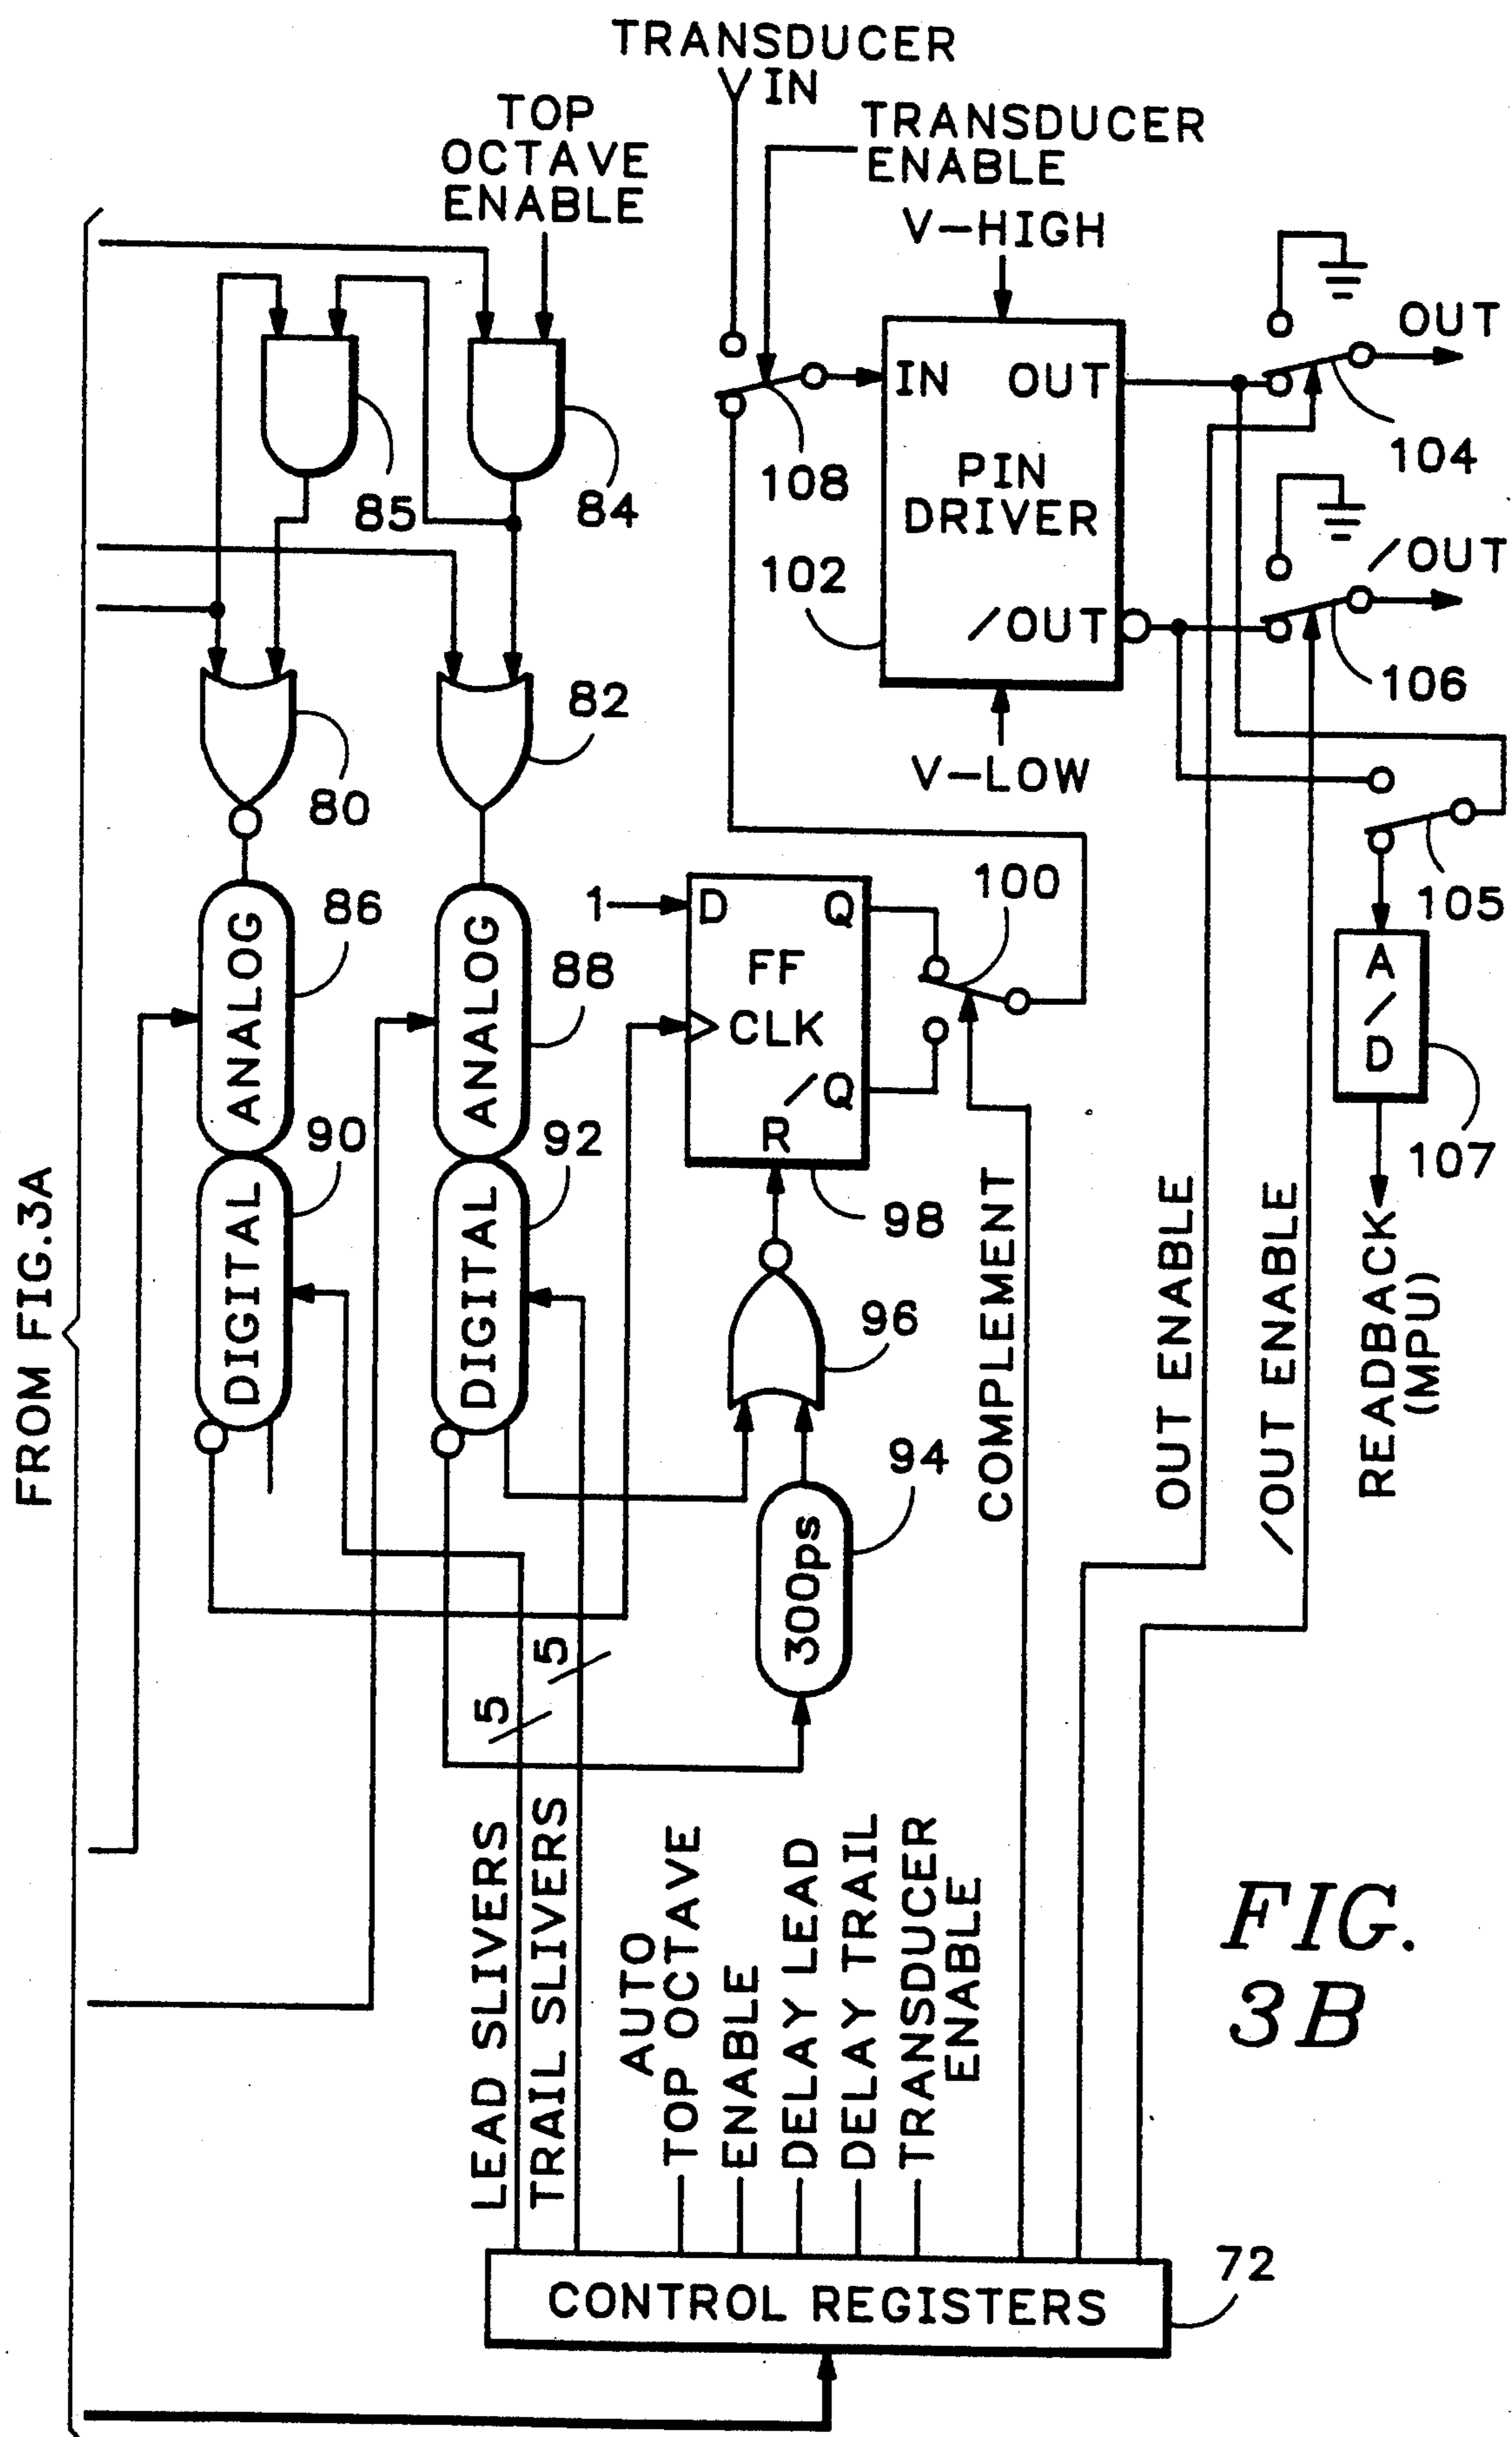 TRANSDUCER
V IN
TOP
OCTAVE
ENABLE
TRANSDUCER
ENABLE
V-HIGH
OUT
IN OUT
104
108
PIN
DRIVER
85
84
/OUT
102
/OUT
106
82
V-LOW
80
100
1
D Q
86
105
FF
88
ANALOG
ANALOG
CLK
A/D
/Q
R
90
92
107
FROM FIG.3A
98
DIGITAL
DIGITAL
96
COMPLEMENT
OUT ENABLE
/OUT ENABLE
READBACK
(MPU)
94
300ps
5
5
LEAD SLIVERS
TRAIL SLIVERS
AUTO
TOP OCTAVE
ENABLE
DELAY LEAD
DELAY TRAIL
TRANSDUCER
ENABLE
FIG.
3B
72
CONTROL REGISTERS